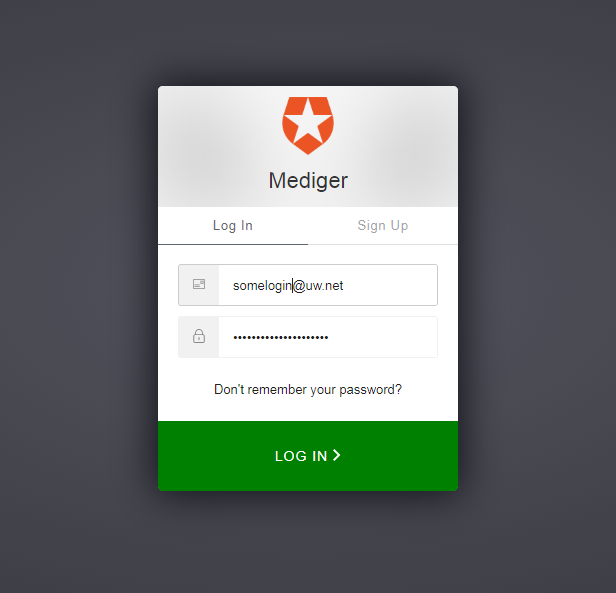 Mediger
Log In Sign Up
somelogin@uw.net
•••••••••••••••••••••
Don't remember your password?
LOG IN >